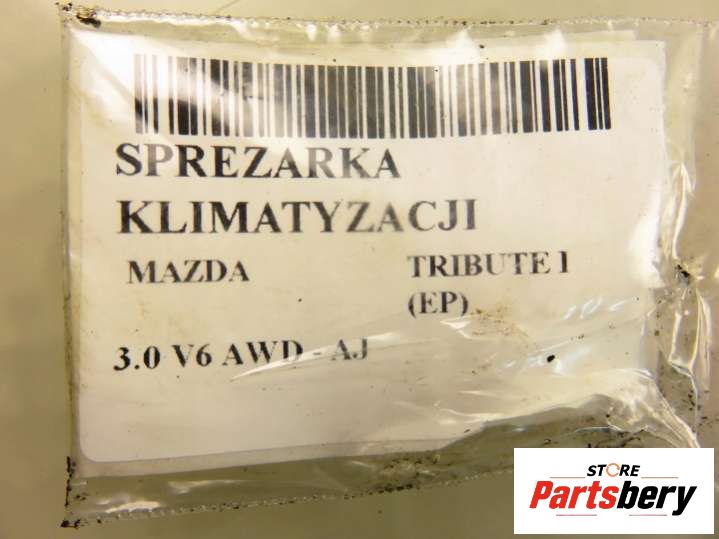 SPREZARKA
KLIMATYZACJI
MAZDA TRIBUTE I
(EP)
3.0 V6 AWD - AJ
STORE
Partsbery